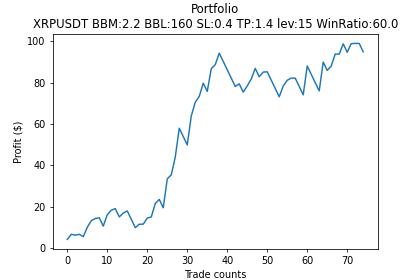 Portfolio
XRPUSDT BBM:2.2 BBL:160 SL:0.4 TP:1.4 lev:15 WinRatio:60.0
100
80
60
40
20
0
Profit ($)
0 10 20 30 40 50 60 70
Trade counts